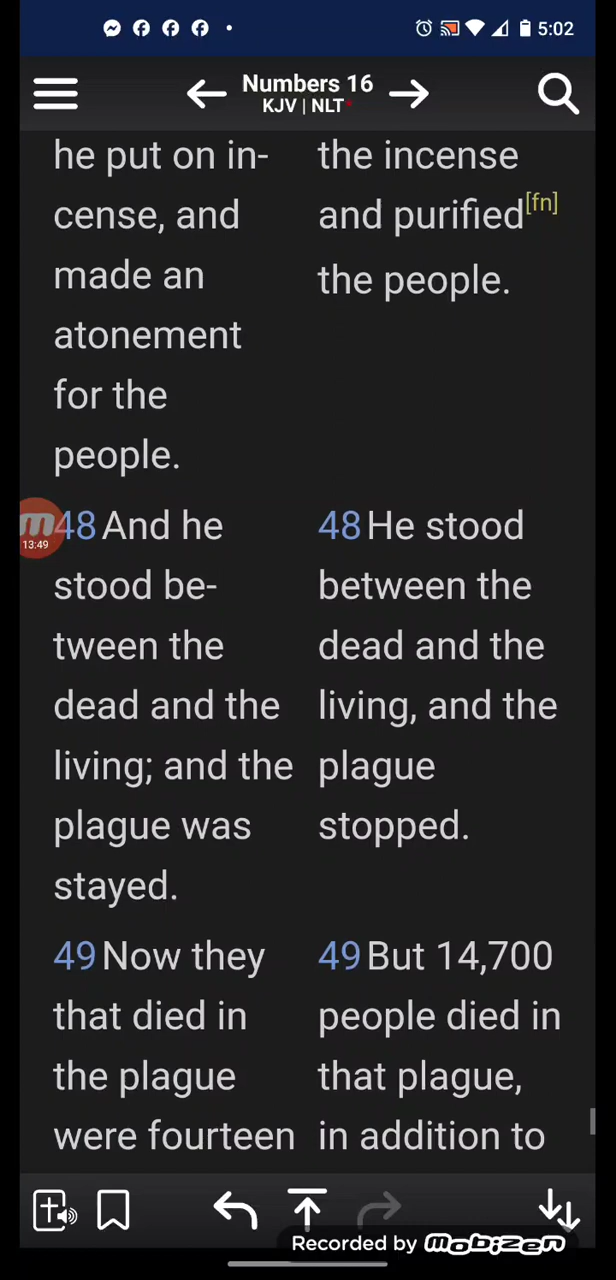 5:02
Numbers 16
KJV | NLT*
he put on in-
cense, and
made an
atonement
for the
people.
the incense
and purified[fn]
the people.
48 And he
stood be-
tween the
dead and the
living; and the
plague was
stayed.
48 He stood
between the
dead and the
living, and the
plague
stopped.
49 Now they
that died in
the plague
were fourteen
49 But 14,700
people died in
that plague,
in addition to
13:49
Recorded by mobizen